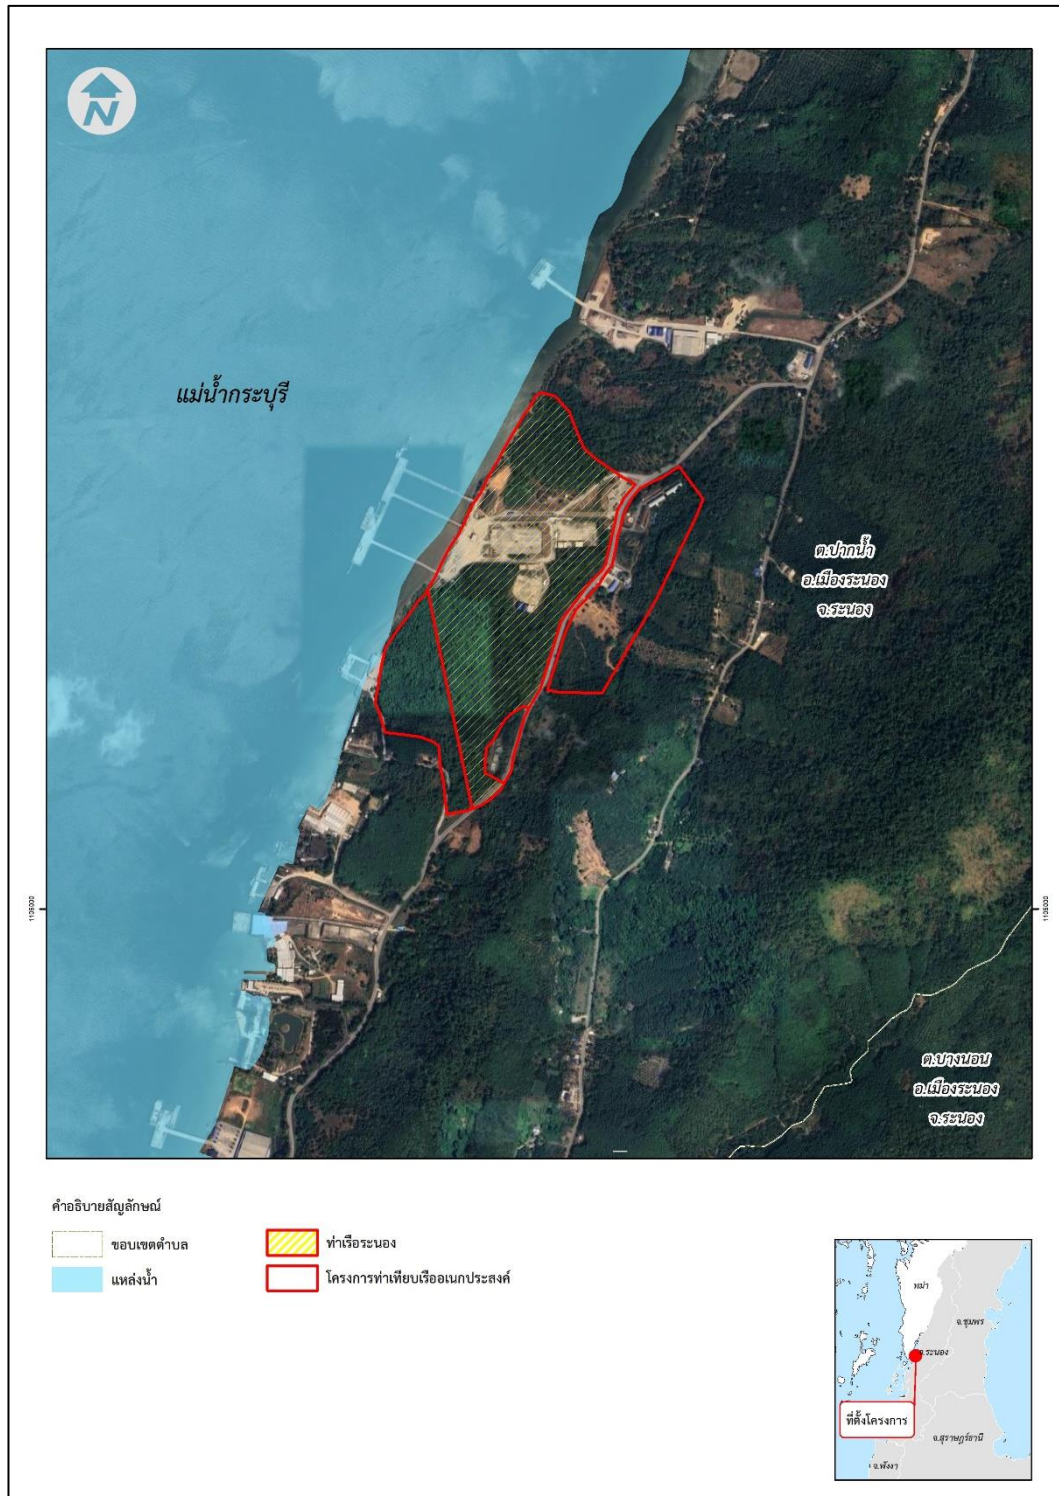 N
แม่น้ำกระบุรี
ต.ปากน้ำ
อ.เมืองระนอง
จ.ระนอง
1105000
1105000
ต.บางนอน
อ.เมืองระนอง
จ.ระนอง
คำอธิบายสัญลักษณ์
ขอบเขตตำบล
ท่าเรือระนอง
แหล่งน้ำ
โครงการท่าเทียบเรืออเนกประสงค์
พม่า
จ.ชุมพร
จ.ระนอง
ที่ตั้งโครงการ
จ.สุราษฎร์ธานี
จ.พังงา